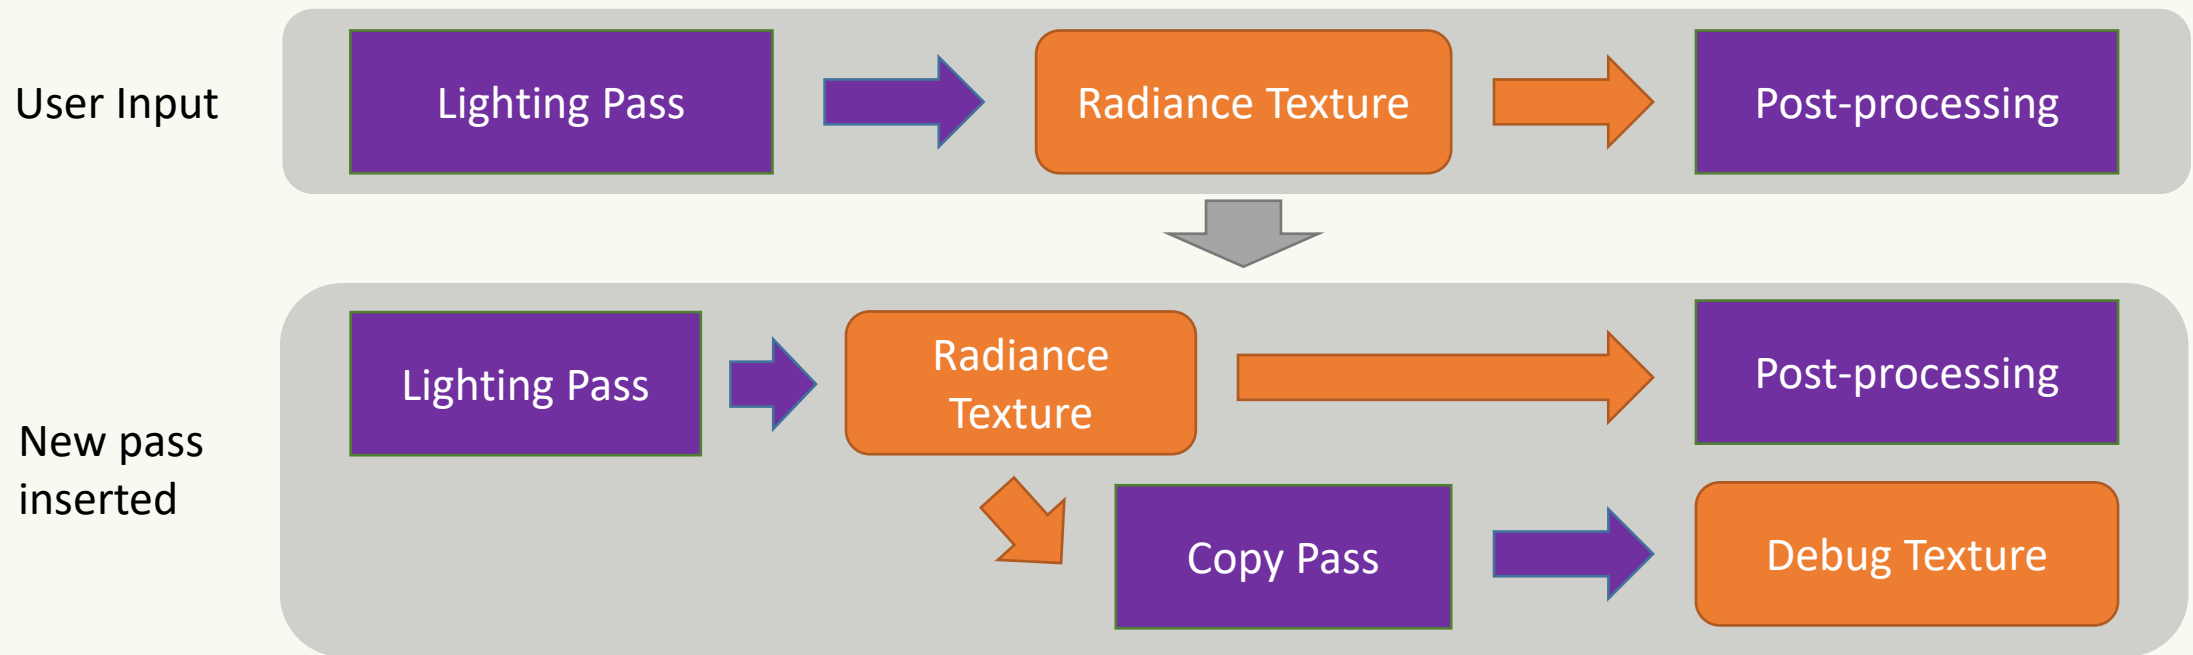 User Input
Lighting Pass
Radiance Texture
Post-processing
New pass
inserted
Lighting Pass
Radiance
Texture
Post-processing
Copy Pass
Debug Texture